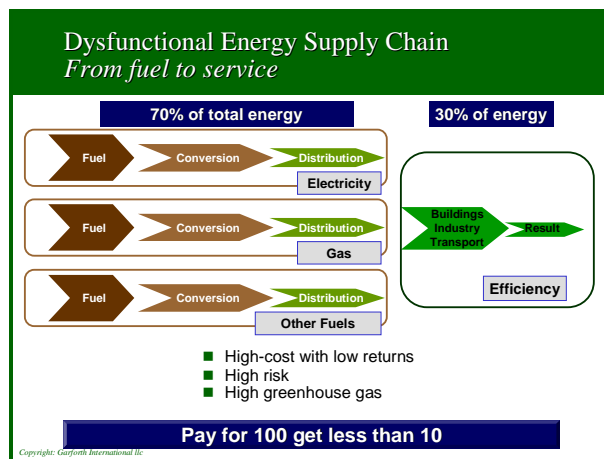 Dysfunctional Energy Supply Chain
From fuel to service
70% of total energy
30% of energy
Fuel
Conversion
Distribution
Electricity
Fuel
Conversion
Distribution
Gas
Fuel
Conversion
Distribution
Other Fuels
Buildings
Industry
Transport
Result
Efficiency
High-cost with low returns
High risk
High greenhouse gas
Pay for 100 get less than 10
Copyright: Garforth International llc